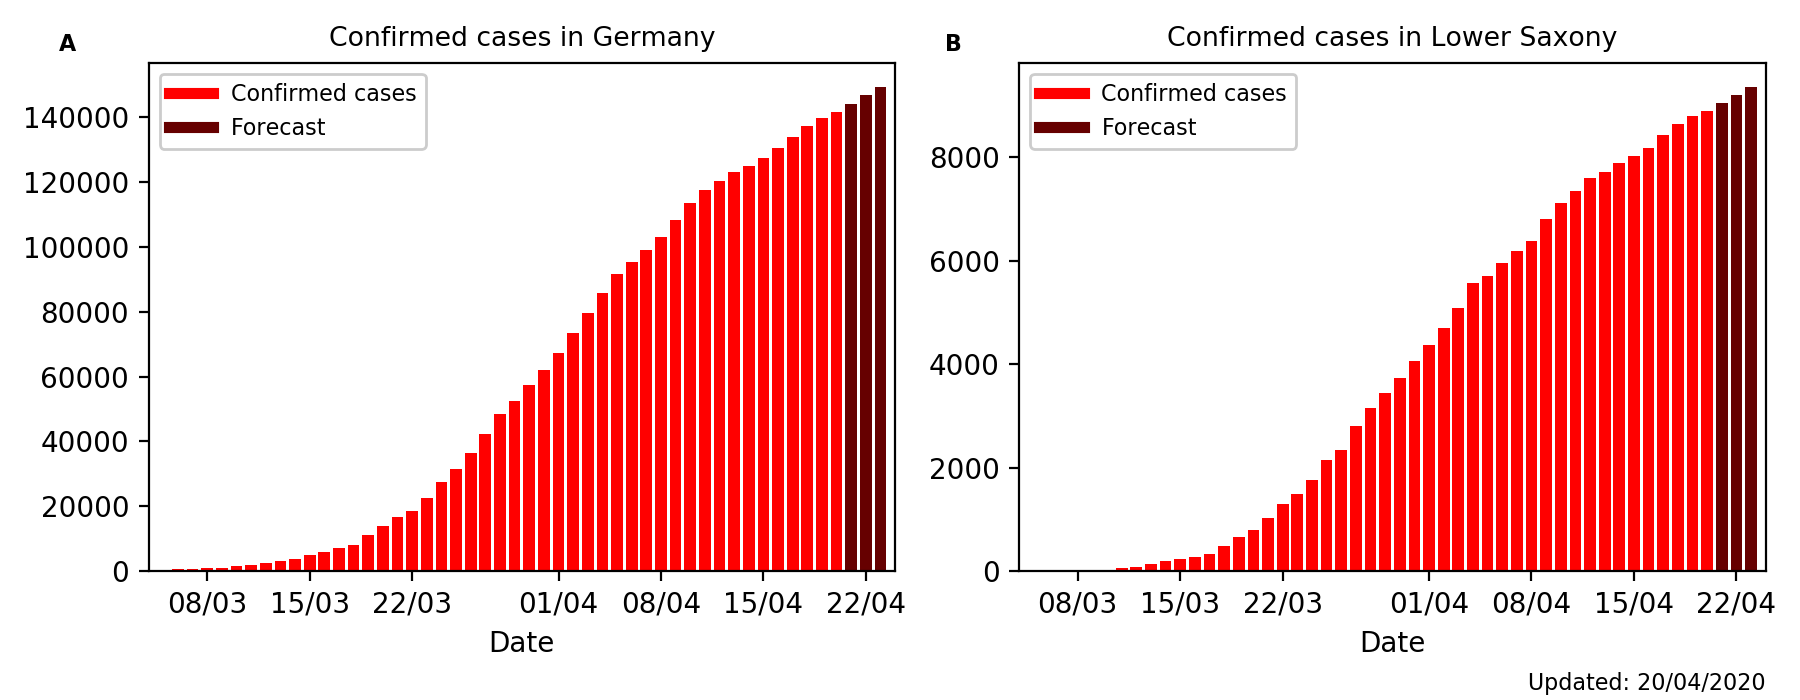 A
Confirmed cases in Germany
Confirmed cases
Forecast
140000
120000
100000
80000
60000
40000
20000
0
08/03 15/03 22/03 01/04 08/04 15/04 22/04
Date
B
Confirmed cases in Lower Saxony
Confirmed cases
Forecast
8000
6000
4000
2000
0
08/03 15/03 22/03 01/04 08/04 15/04 22/04
Date
Updated: 20/04/2020